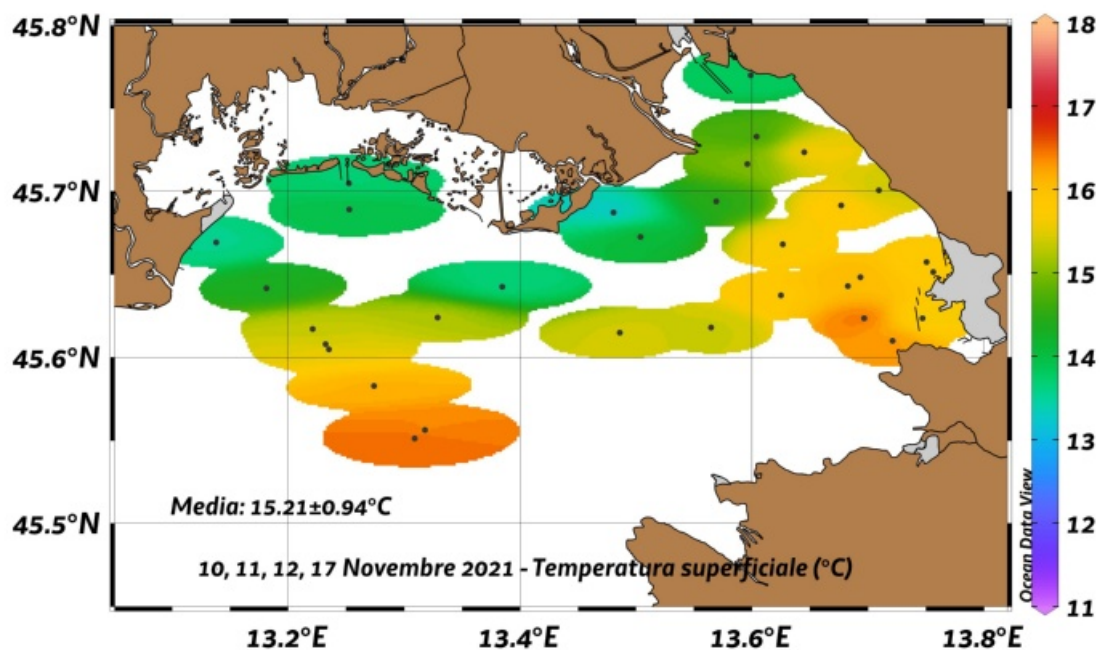 45.8°N
45.7°N
45.6°N
45.5°N
Media: 15.21±0.94°C
10, 11, 12, 17 Novembre 2021 - Temperatura superficiale (°C)
13.2°E 13.4°E 13.6°E 13.8°E
Ocean Data View
18
17
16
15
14
13
12
11